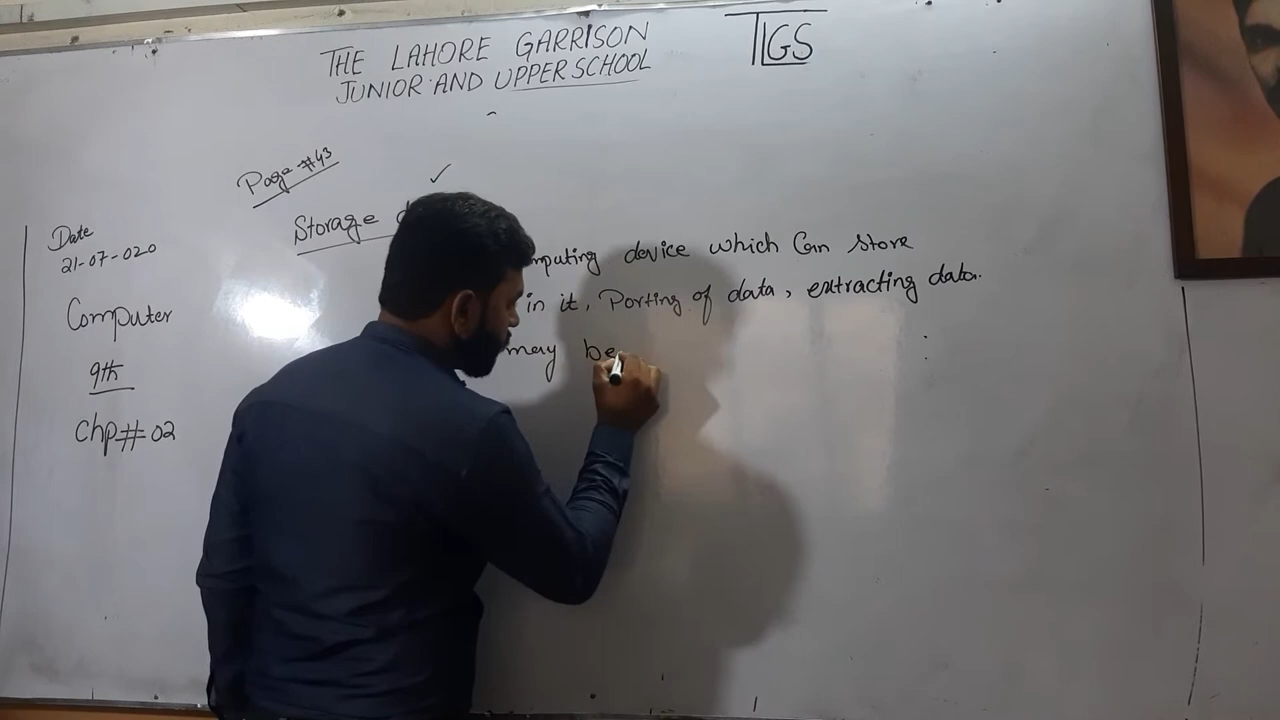 THE LAHORE GARRISON
JUNIOR AND UPPER SCHOOL
TLGS
Page #43
Storage
Date
21-07-020
Computer
9th
Chp# 02
mputing device which Can store
in it, Porting of data, extracting data.
may be